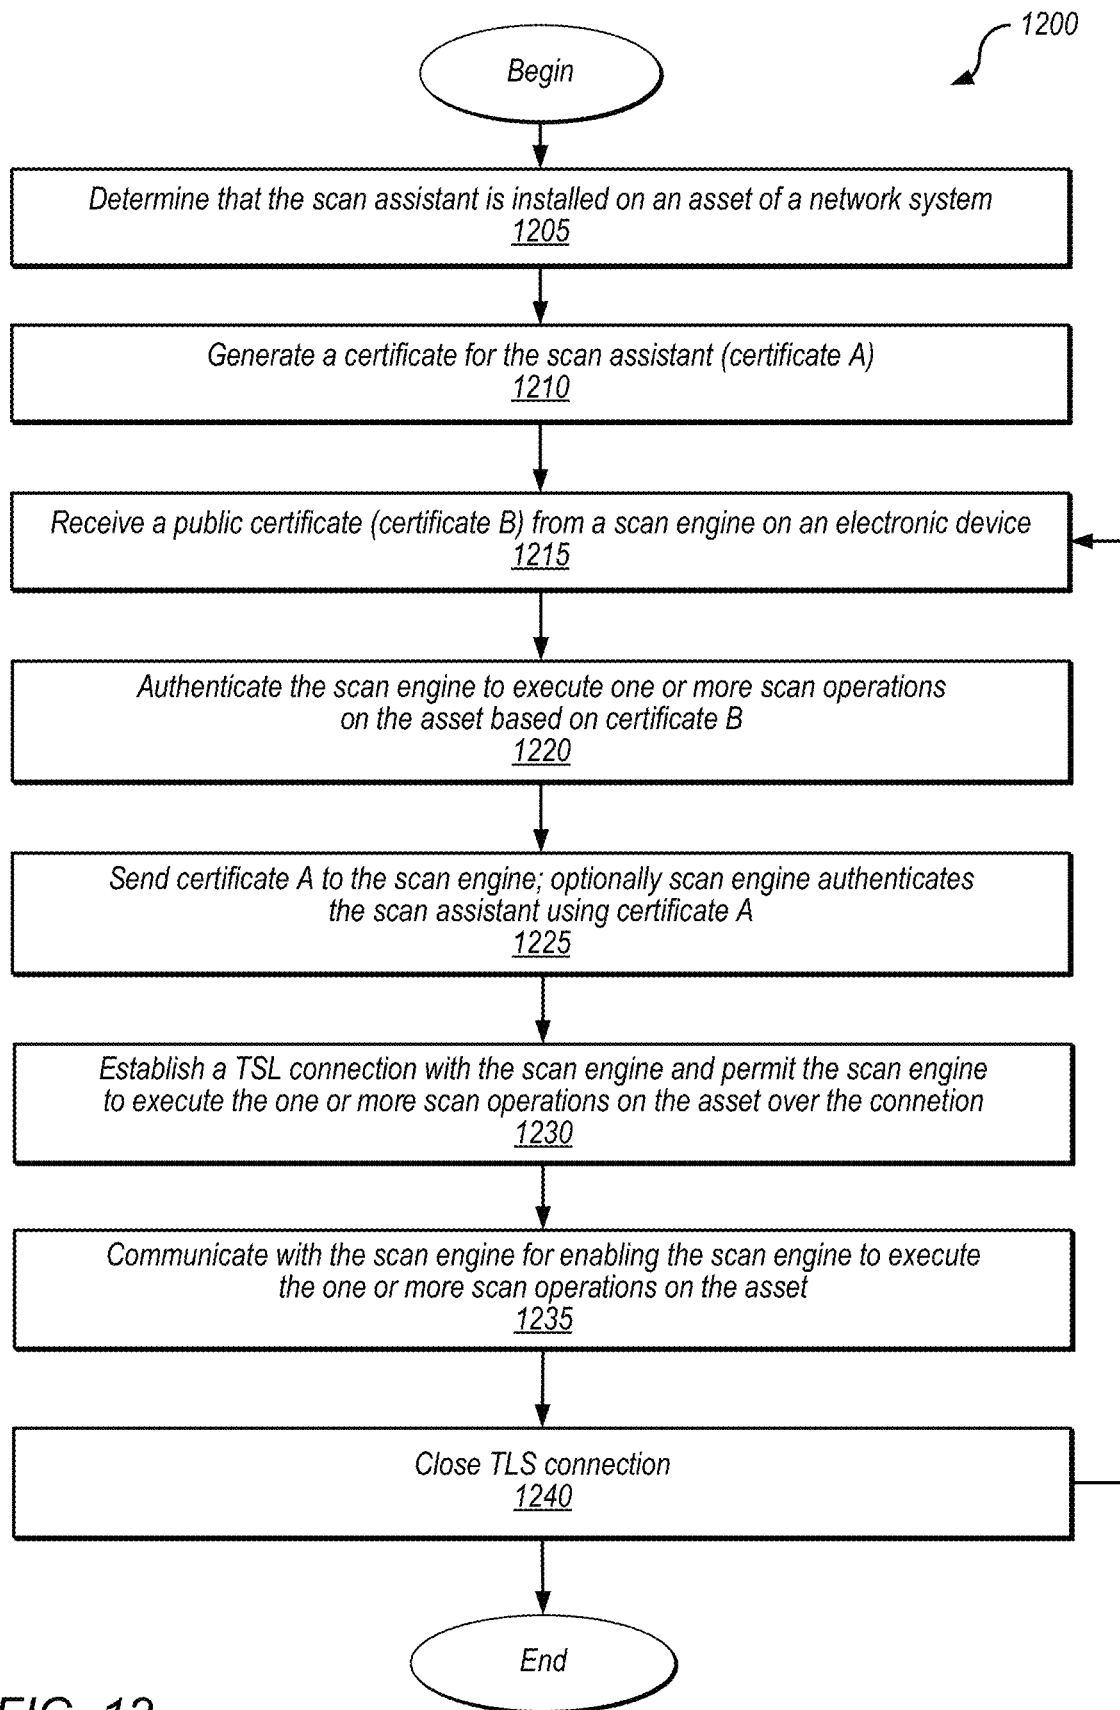 1200
Begin
Determine that the scan assistant is installed on an asset of a network system
1205
Generate a certificate for the scan assistant (certificate A)
1210
Receive a public certificate (certificate B) from a scan engine on an electronic device
1215
Authenticate the scan engine to execute one or more scan operations
on the asset based on certificate B
1220
Send certificate A to the scan engine; optionally scan engine authenticates
the scan assistant using certificate A
1225
Establish a TSL connection with the scan engine and permit the scan engine
to execute the one or more scan operations on the asset over the connetion
1230
Communicate with the scan engine for enabling the scan engine to execute
the one or more scan operations on the asset
1235
Close TLS connection
1240
End
FIG. 12